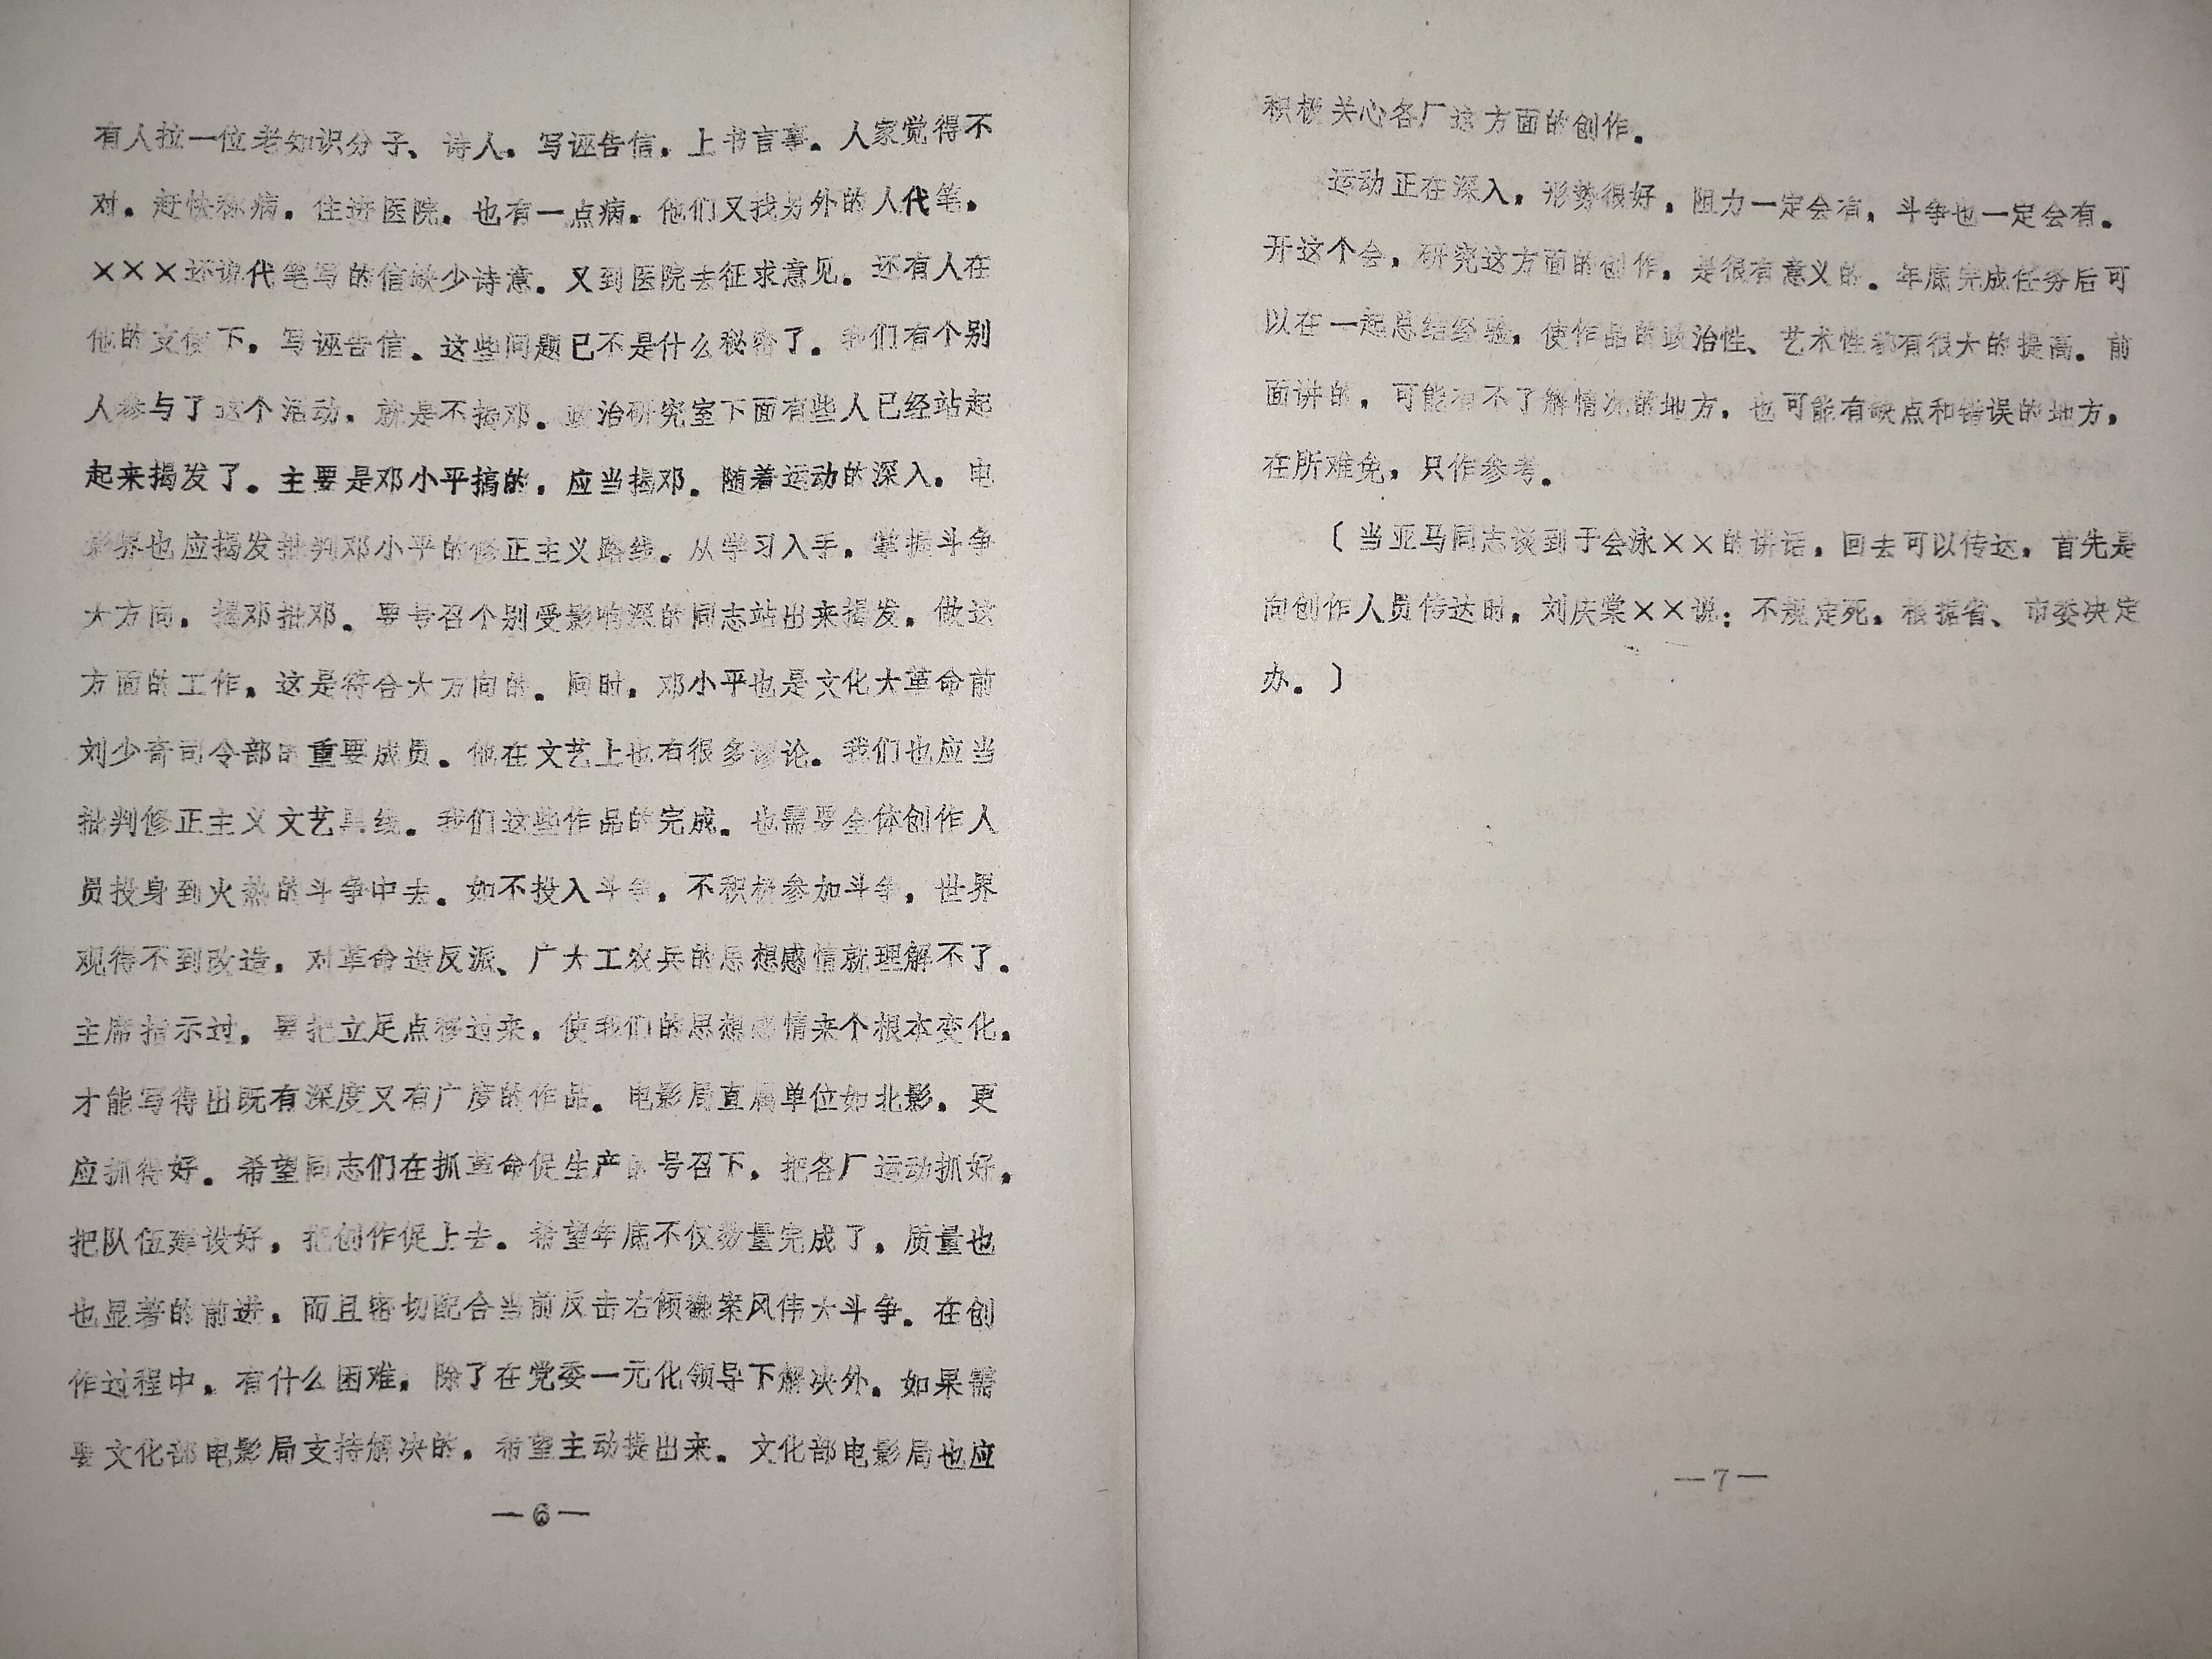 有人拉一位老知识分子、诗人，写诬告信，上书言事。人家觉得不
对，赶快称病，住进医院，也有一点病，他们又找另外的人代笔，
×××还说代笔写的信缺少诗意。又到医院去征求意见。还有人在
他的支使下，写诬告信、这些问题已不是什么秘密了。我们有个别
人参与了这个活动，就是不揭邓。政治研究室下面有些人已经站起
起来揭发了。主要是邓小平搞的，应当揭邓。随着运动的深入，电
影界也应揭发批判邓小平的修正主义路线。从学习入手，掌握斗争
大方向，揭邓批邓。要号召个别受影响深的同志站出来揭发，做这
方面的工作，这是符合大方向的。同时，邓小平也是文化大革命前
刘少奇司令部的重要成员。他在文艺上也有很多谬论。我们也应当
批判修正主义文艺黑线。我们这些作品的完成，也需要全体创作人
员投身到火热的斗争中去。如不投入斗争，不积极参加斗争，世界
观得不到改造，对革命造反派、广大工农兵的思想感情就理解不了。
主席指示过，要把立足点移过来，使我们的思想感情来个根本变化，
才能写得出既有深度又有广度的作品。电影局直属单位如北影，更
应抓得好。希望同志们在抓革命促生产的号召下，把各厂运动抓好，
把队伍建设好，把创作促上去。希望年底不仅数量完成了，质量也
也显著的前进，而且密切配合当前反击右倾翻案风伟大斗争。在创
作过程中，有什么困难，除了在党委一元化领导下解决外，如果需
要文化部电影局支持解决的，希望主动提出来。文化部电影局也应
—6—
积极关心各厂这方面的创作。
运动正在深入，形势很好，阻力一定会有，斗争也一定会有。
开这个会，研究这方面的创作，是很有意义的。年底完成任务后可
以在一起总结经验，使作品的政治性、艺术性都有很大的提高。前
面讲的，可能有不了解情况的地方，也可能有缺点和错误的地方，
在所难免，只作参考。
〔当亚马同志谈到于会泳××的讲话，回去可以传达，首先是
向创作人员传达时，刘庆棠××说：不规定死，根据省、市委决定
办。〕
—7—